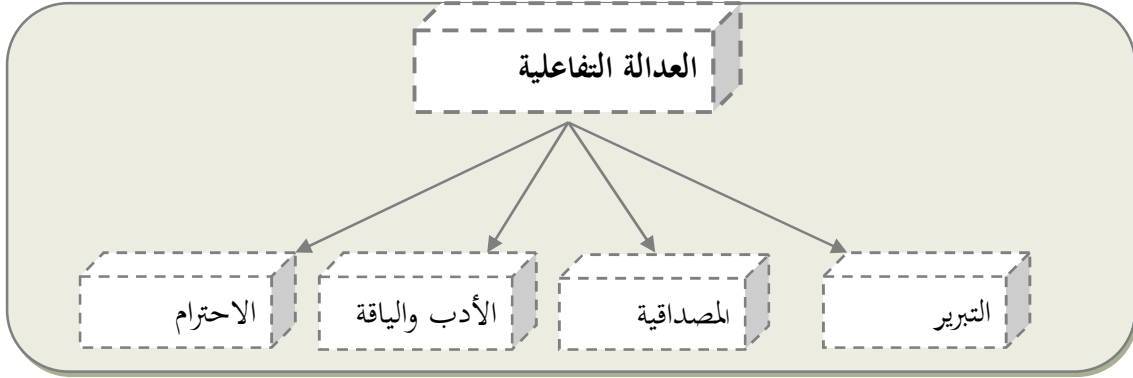 العدالة التفاعلية
التبرير
المصداقية
الأدب والياقة
الاحترام